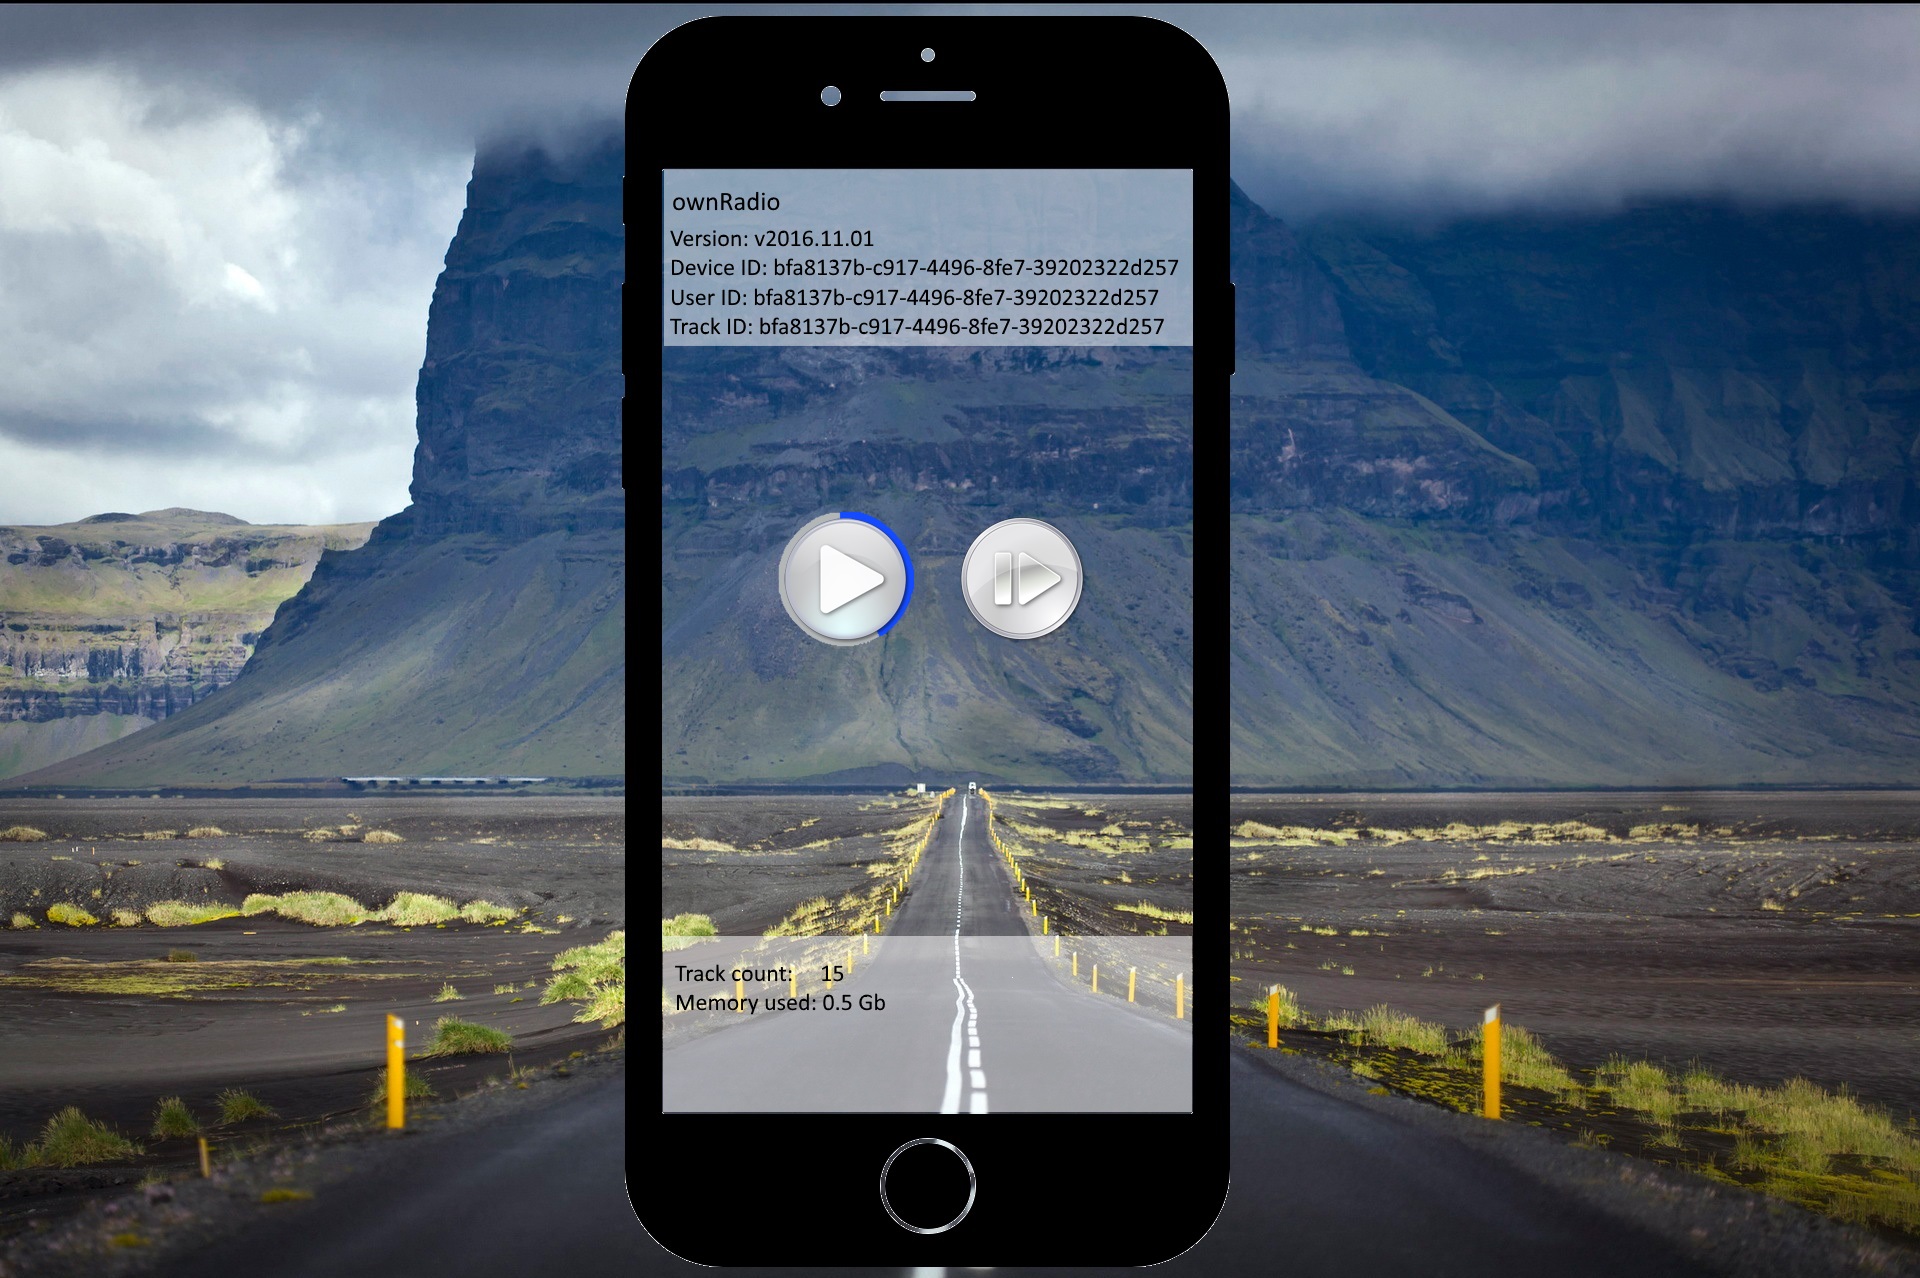 ownRadio
Version: v2016.11.01
Device ID: bfa8137b-c917-4496-8fe7-39202322d257
User ID: bfa8137b-c917-4496-8fe7-39202322d257
Track ID: bfa8137b-c917-4496-8fe7-39202322d257
Track count: 15
Memory used: 0.5 Gb